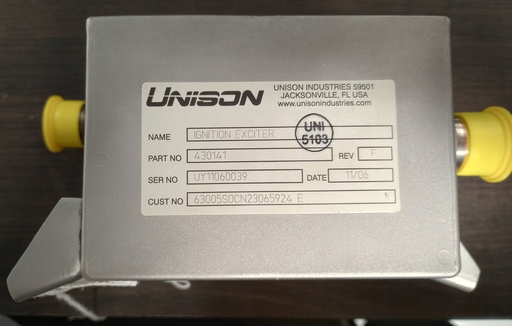 UNISON
UNISON INDUSTRIES 59501
JACKSONVILLE, FL USA
www.unisonindustries.com
NAME IGNITION EXCITER
UNI
5103
PART NO 430141 REV F
SER NO UY11060039 DATE 11/06
CUST NO 63005SOCN23065924 E